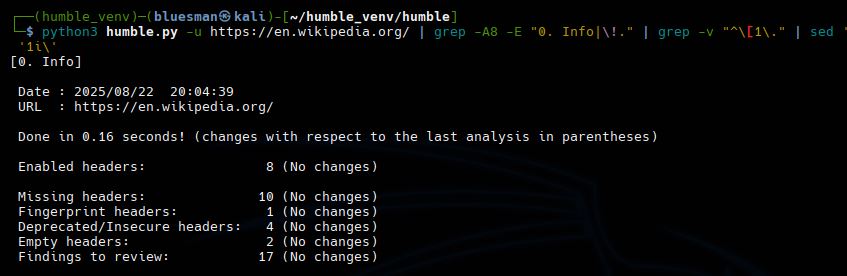 ┌──(humble_venv)─(bluesman㉿kali)-[~/humble_venv/humble]
└─$ python3 humble.py -u https://en.wikipedia.org/ | grep -A8 -E "0. Info|\!." | grep -v "^\[1\." | sed '
'1i\'
[0. Info]
Date : 2025/08/22  20:04:39
URL  : https://en.wikipedia.org/
Done in 0.16 seconds! (changes with respect to the last analysis in parentheses)
Enabled headers:                8 (No changes)
Missing headers:               10 (No changes)
Fingerprint headers:            1 (No changes)
Deprecated/Insecure headers:    4 (No changes)
Empty headers:                  2 (No changes)
Findings to review:            17 (No changes)